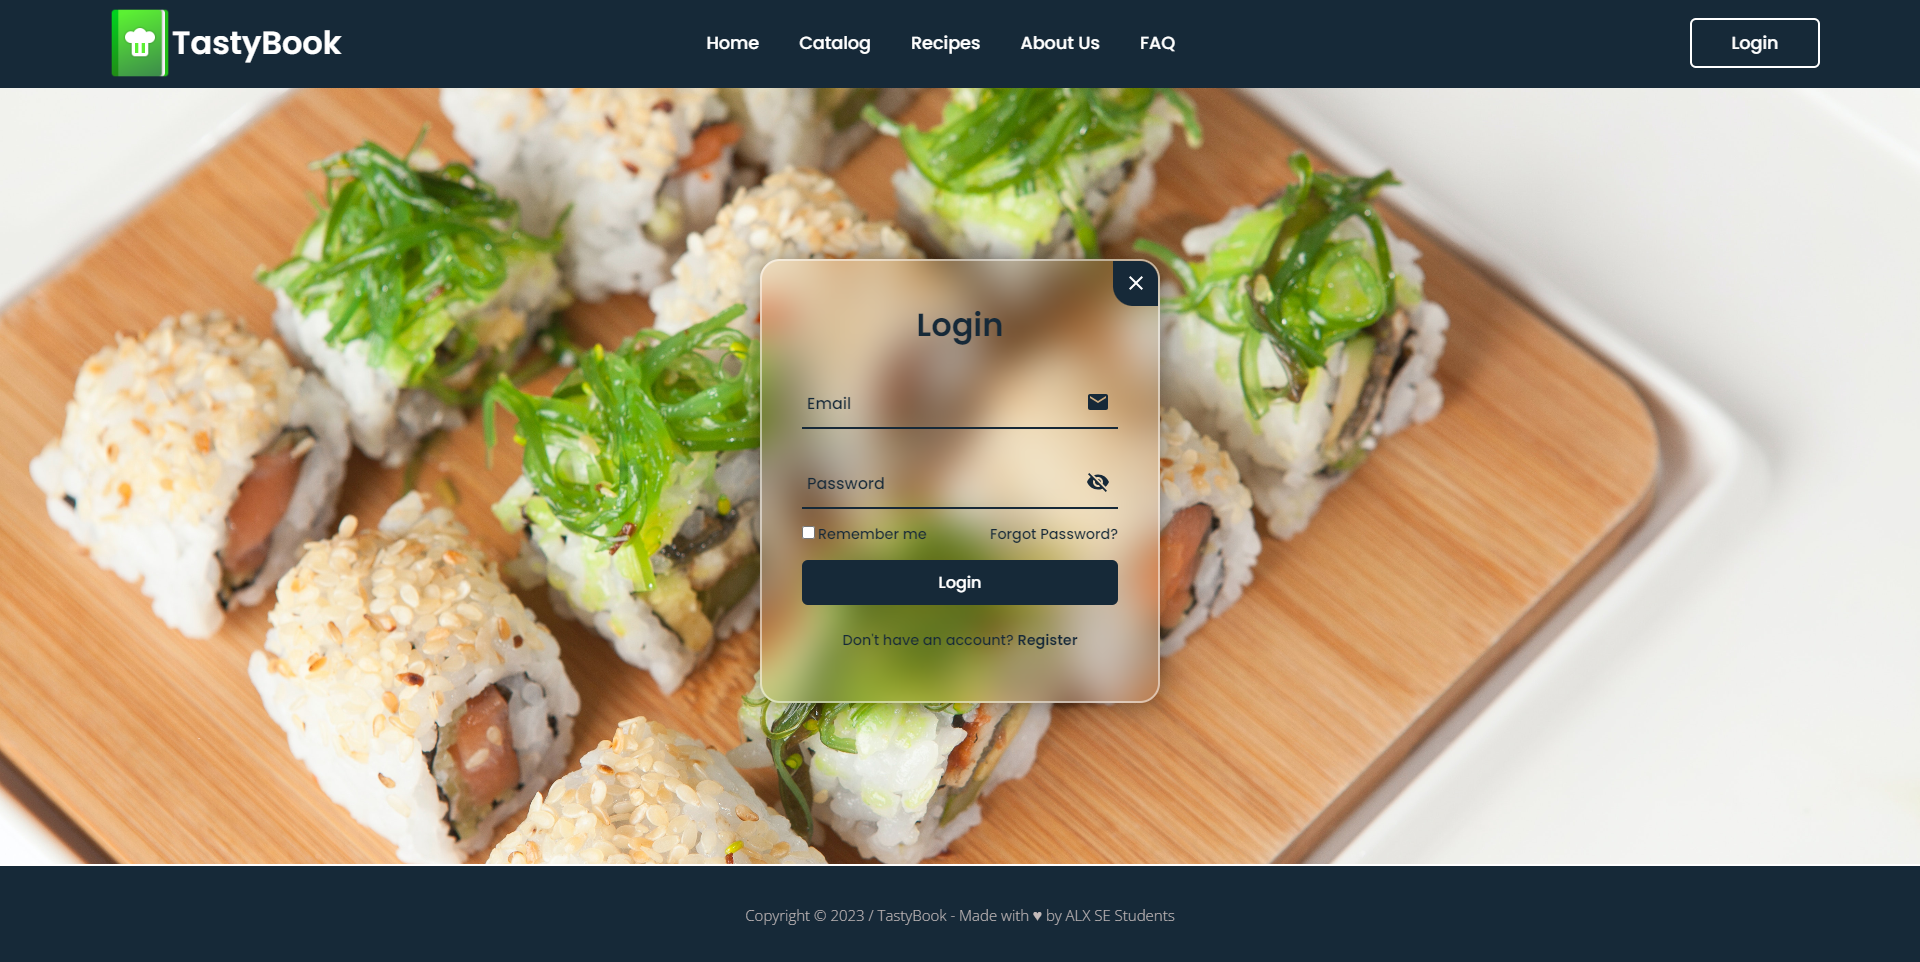 TastyBook
Home
Catalog
Recipes
About Us
FAQ
Login
Login
Email
Password
Remember me
Forgot Password?
Login
Don't have an account? Register
Copyright © 2023 / TastyBook - Made with ♥ by ALX SE Students